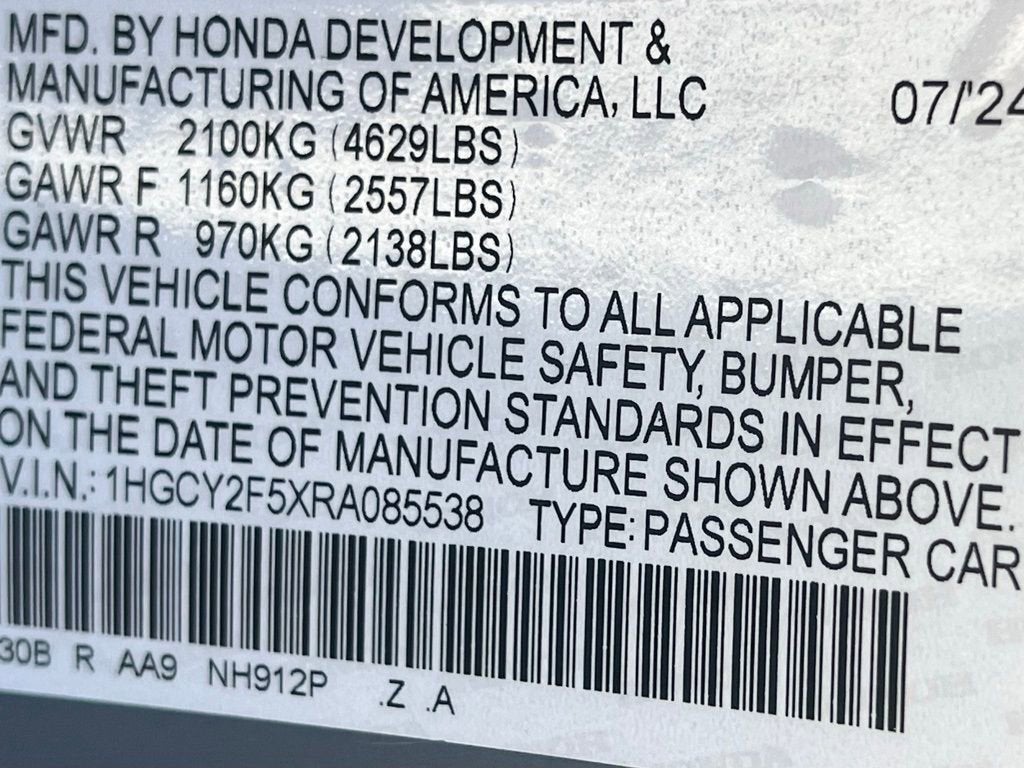 MFD. BY HONDA DEVELOPMENT &
MANUFACTURING OF AMERICA, LLC 07/'24
GVWR 2100KG (4629LBS)
GAWR F 1160KG (2557LBS)
GAWR R 970KG (2138LBS)
THIS VEHICLE CONFORMS TO ALL APPLICABLE
FEDERAL MOTOR VEHICLE SAFETY, BUMPER,
AND THEFT PREVENTION STANDARDS IN EFFECT
ON THE DATE OF MANUFACTURE SHOWN ABOVE.
V.I.N.: 1HGCY2F5XRA085538 TYPE: PASSENGER CAR
30B R AA9 NH912P .Z .A